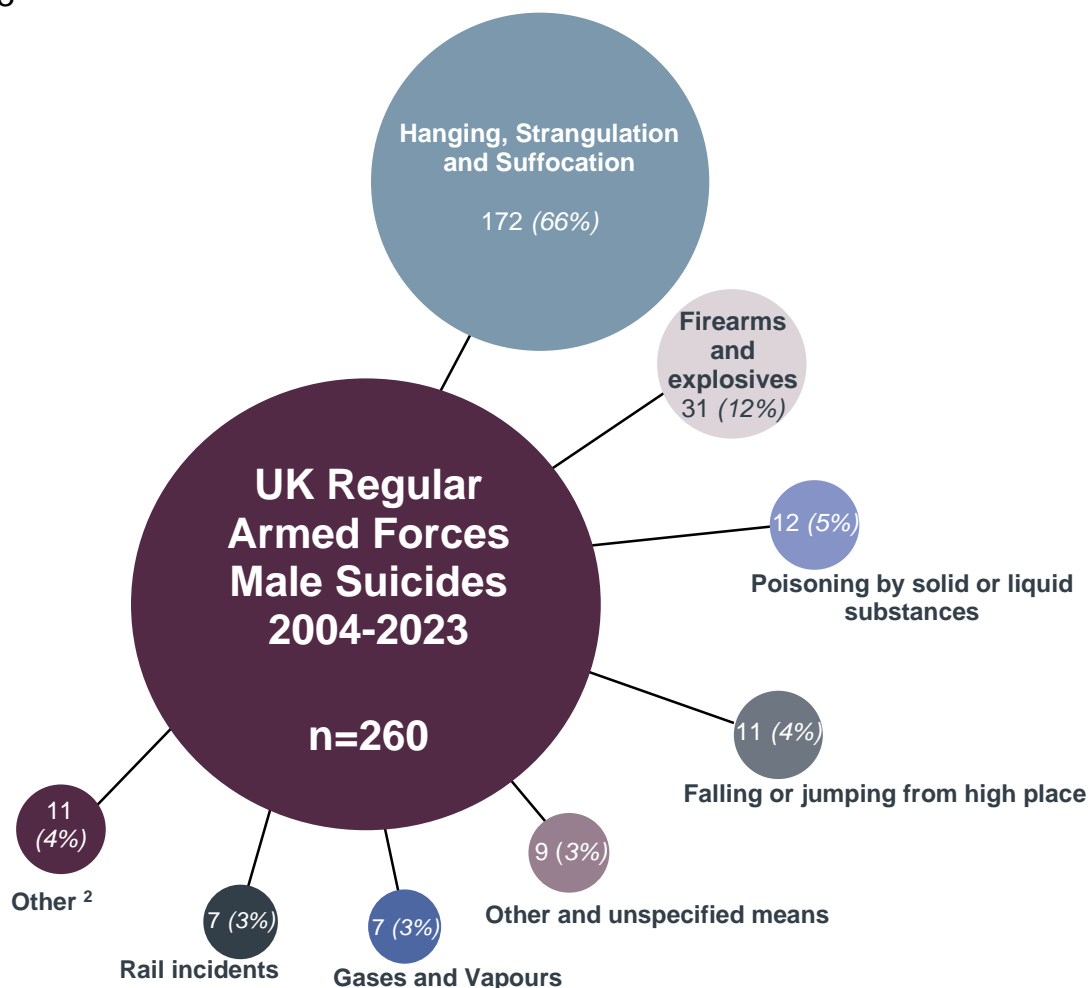 Hanging, Strangulation
and Suffocation
172 (66%)
Firearms
and
explosives
31 (12%)
UK Regular
Armed Forces
Male Suicides
2004-2023
n=260
12 (5%)
Poisoning by solid or liquid
substances
11 (4%)
Falling or jumping from high place
9 (3%)
Other and unspecified means
7 (3%)
Gases and Vapours
7 (3%)
Rail incidents
11
(4%)
Other ²